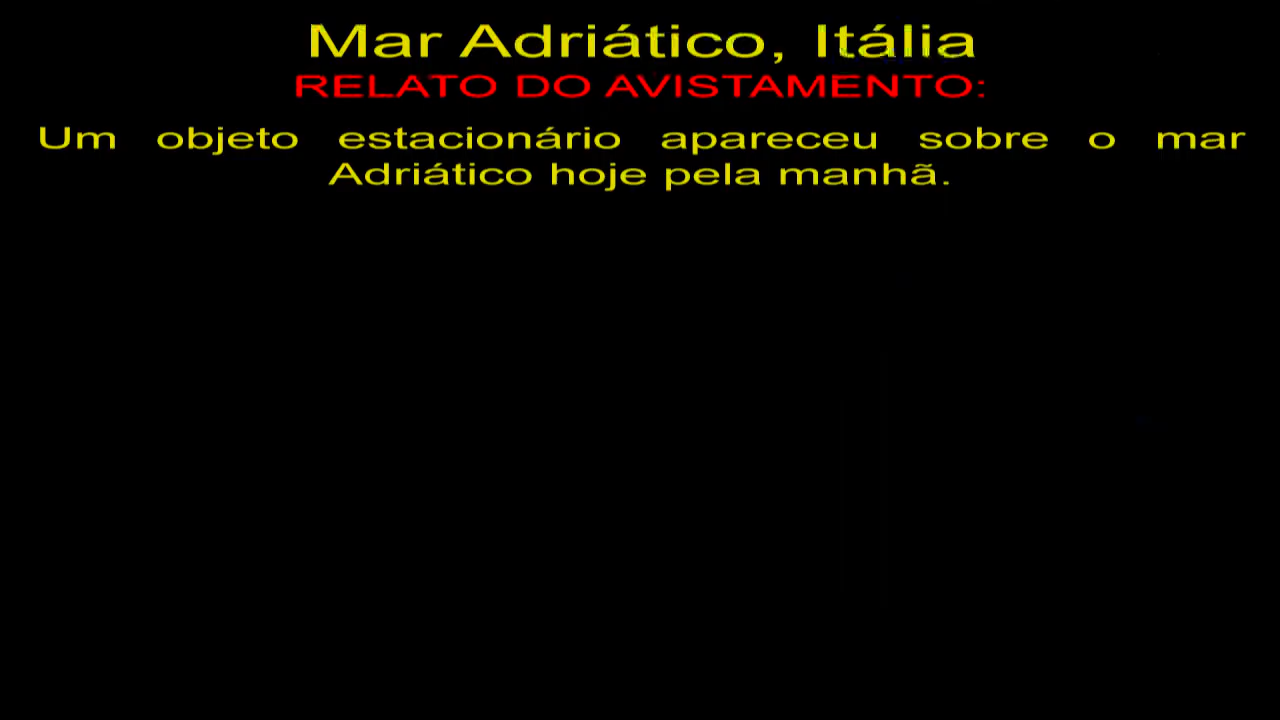 Mar Adriático, Itália
RELATO DO AVISTAMENTO:
Um objeto estacionário apareceu sobre o mar
Adriático hoje pela manhã.